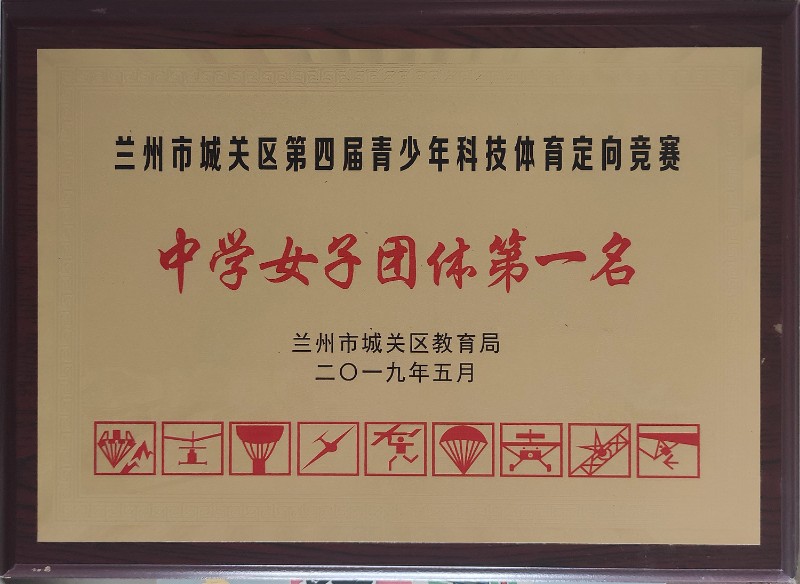 兰州市城关区第四届青少年科技体育定向竞赛
中学女子团体第一名
兰州市城关区教育局
二〇一九年五月